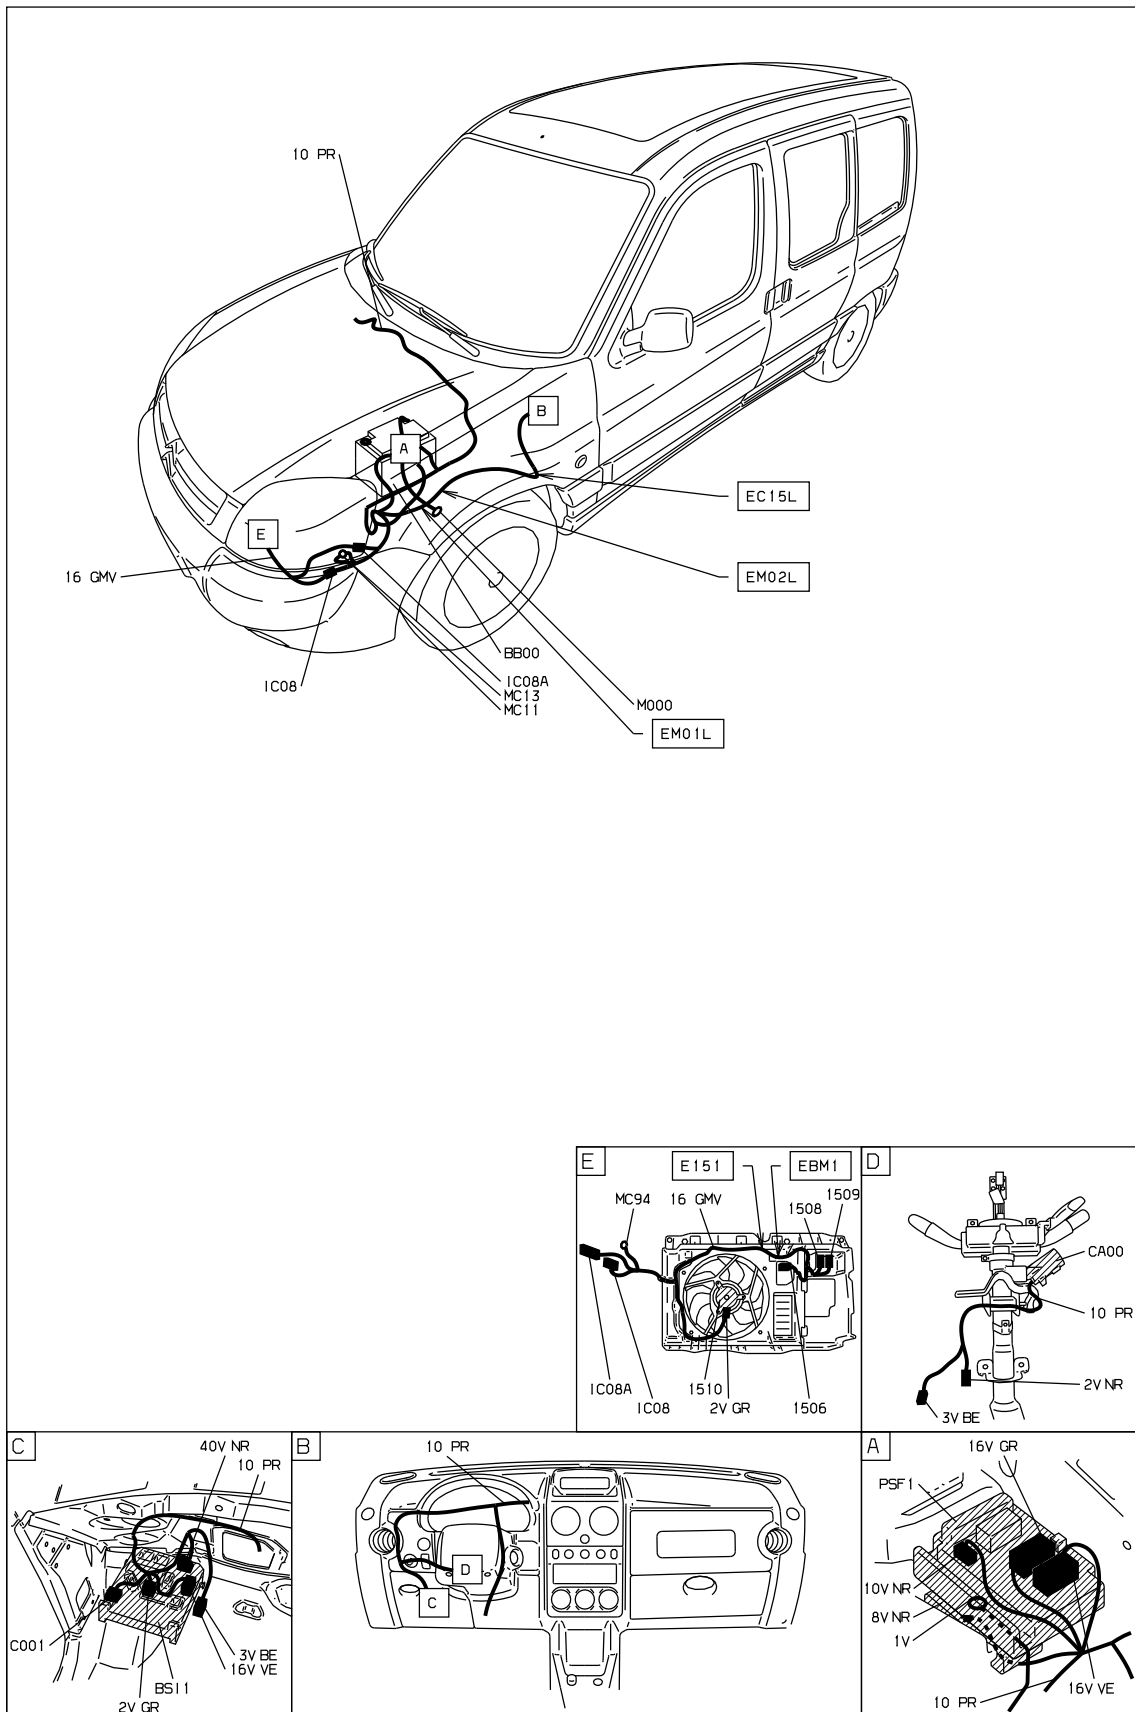 10 PR
B
A
EC15L
E
16 GMV
EM02L
BB00
IC08
IC08A
MC13
MC11
M000
EM01L
E
E151
EBM1
MC94
16 GMV
1508
1509
IC08A
IC08
1510
2V GR
1506
D
CA00
10 PR
2V NR
3V BE
C
40V NR
10 PR
C001
3V BE
16V VE
BSI1
2V GR
B
10 PR
D
C
A
16V GR
PSF1
10V NR
8V NR
1V
16V VE
10 PR